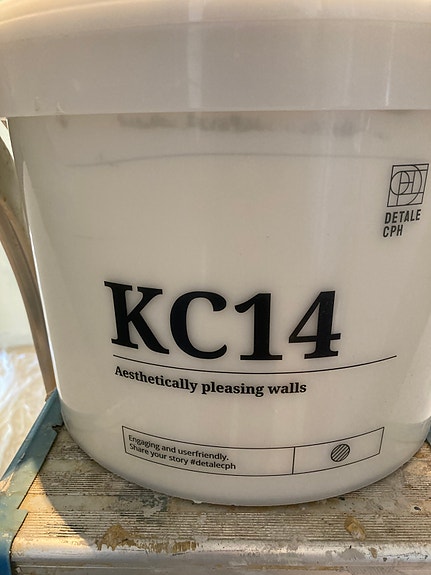 DETALE
CPH
KC14
Aesthetically pleasing walls
Engaging and userfriendly.
Share your story #detalecph